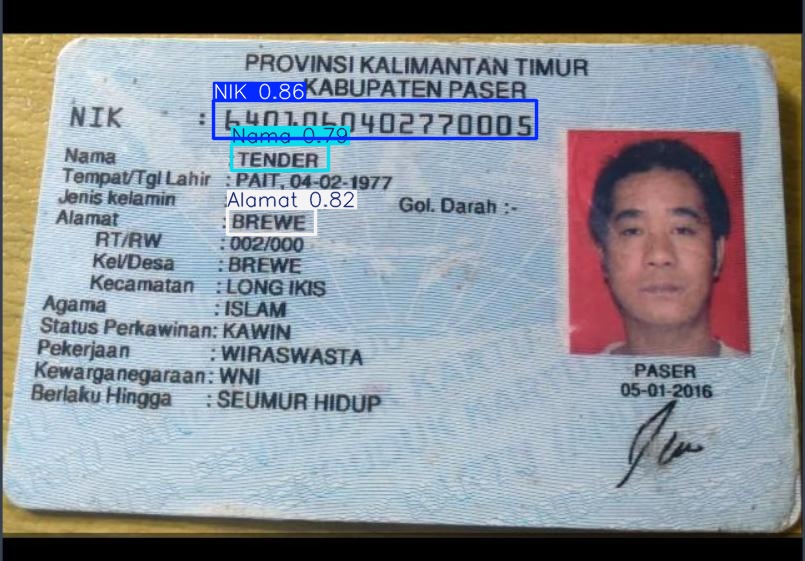 PROVINSI KALIMANTAN TIMUR
KABUPATEN PASER
NIK 0.86
NIK : 6401060402770005
Nama 0.79
Nama : TENDER
Tempat/Tgl Lahir : PAIT, 04-02-1977
Alamat 0.82
Jenis kelamin Gol. Darah :-
Alamat : BREWE
RT/RW : 002/000
Kel/Desa : BREWE
Kecamatan : LONG IKIS
Agama : ISLAM
Status Perkawinan: KAWIN
Pekerjaan : WIRASWASTA
Kewarganegaraan: WNI
Berlaku Hingga : SEUMUR HIDUP
PASER
05-01-2016